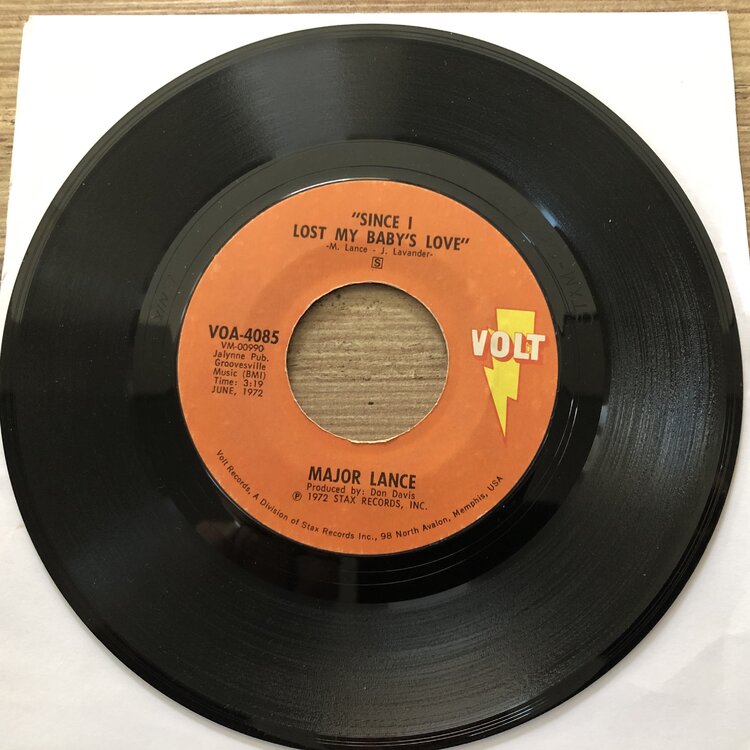 "SINCE I
LOST MY BABY'S LOVE"
-M. Lance - J. Lavander-
S
VOA-4085
VM-00990
Jalynne Pub.
Groovesville
Music (BMI)
Time: 3:19
JUNE, 1972
VOLT
MAJOR LANCE
Produced by: Don Davis
℗ 1972 STAX RECORDS, INC.
Volt Records, A Division of Stax Records Inc., 98 North Avalon, Memphis, USA